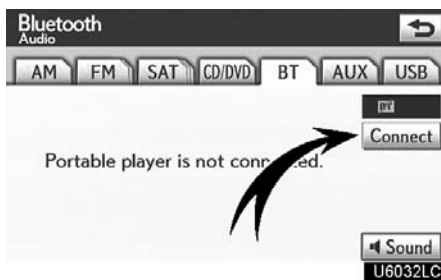 Bluetooth
Audio
AM FM SAT CD/DVD BT AUX USB
BT
Connect
Portable player is not connected.
Sound
U6032LC